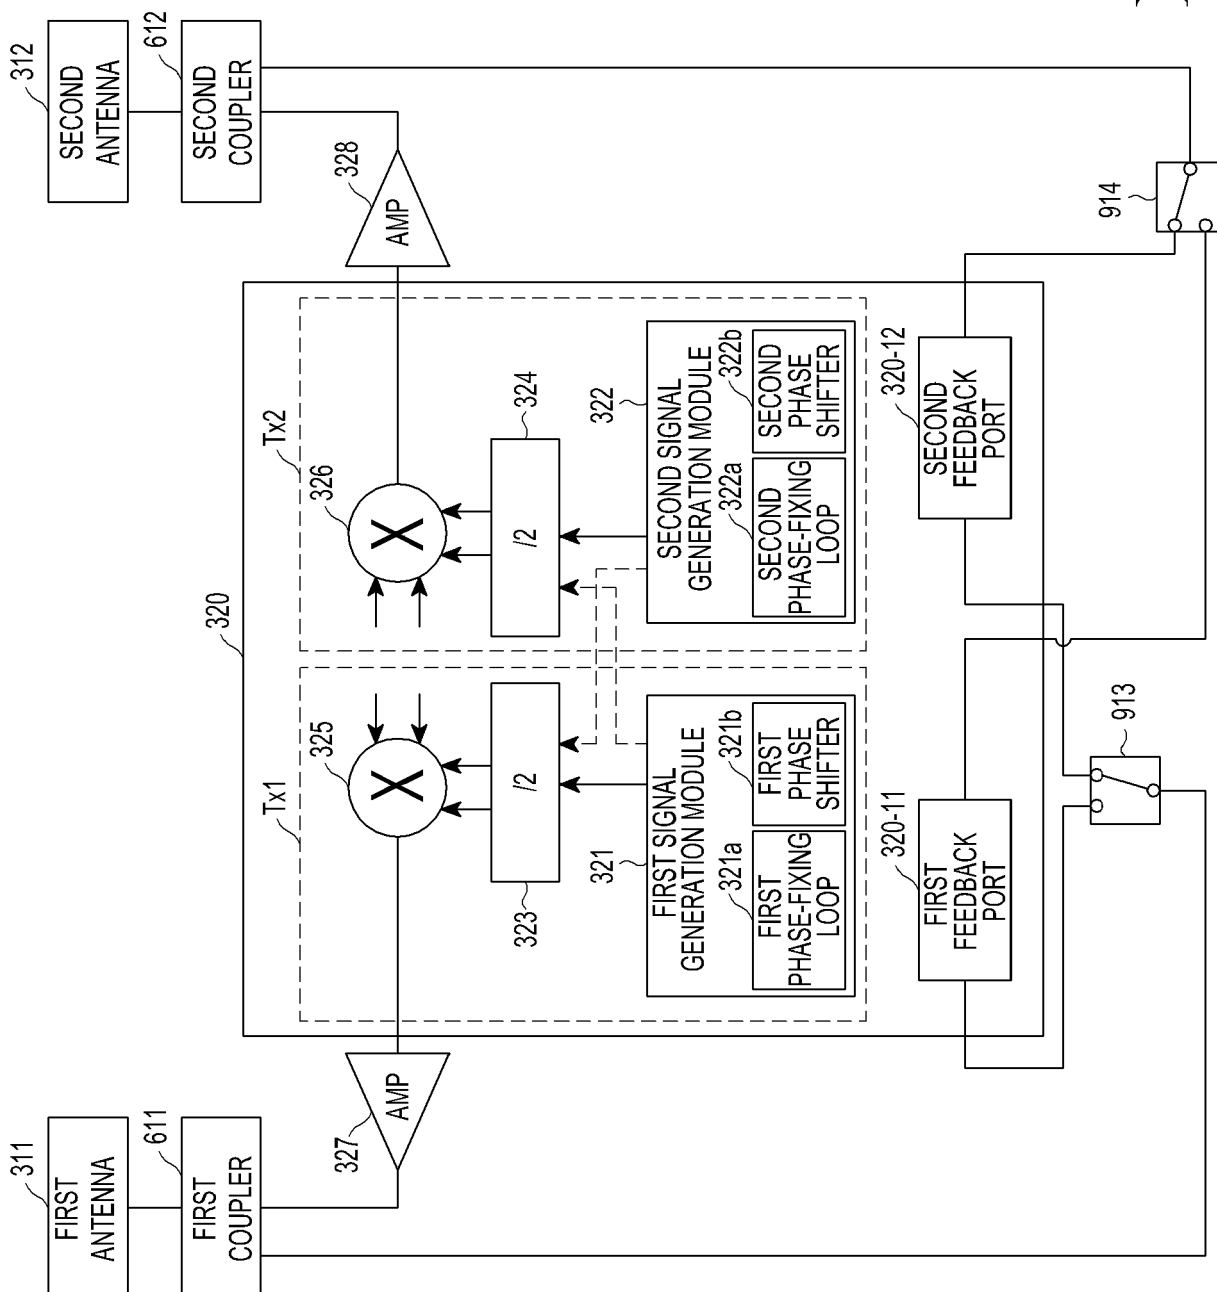 311
FIRST
ANTENNA
611
FIRST
COUPLER
327
AMP
312
SECOND
ANTENNA
612
SECOND
COUPLER
328
AMP
320
Tx1
325
X
323
/2
321
FIRST SIGNAL
GENERATION MODULE
321a
FIRST
PHASE-FIXING
LOOP
321b
FIRST
PHASE
SHIFTER
Tx2
326
X
324
/2
322
SECOND SIGNAL
GENERATION MODULE
322a
SECOND
PHASE-FIXING
LOOP
322b
SECOND
PHASE
SHIFTER
320-11
FIRST
FEEDBACK
PORT
320-12
SECOND
FEEDBACK
PORT
913
914